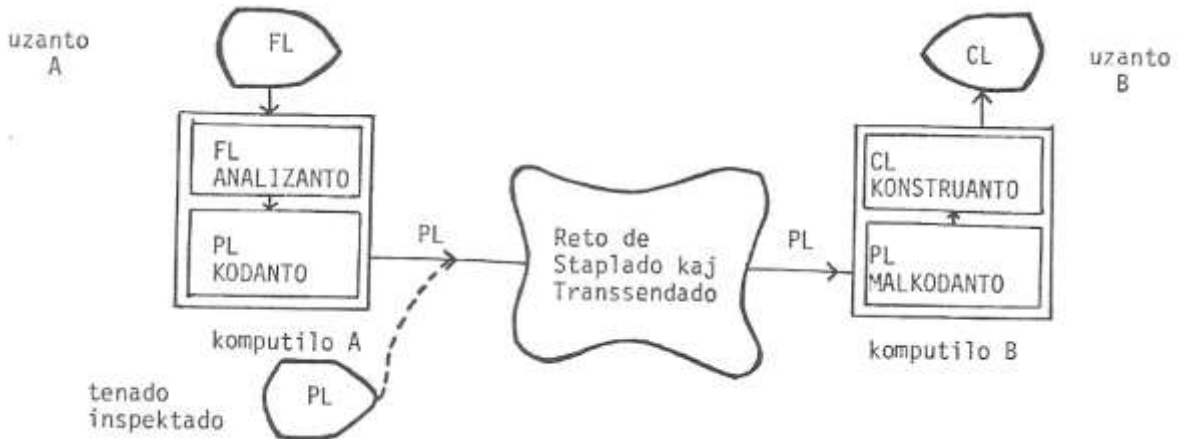 uzanto
A
FL
FL
ANALIZANTO
PL
KODANTO
komputilo A
PL
tenado
inspektado
PL
Reto de
Staplado kaj
Transsendado
PL
CL
uzanto
B
CL
KONSTRUANTO
PL
MALKODANTO
komputilo B